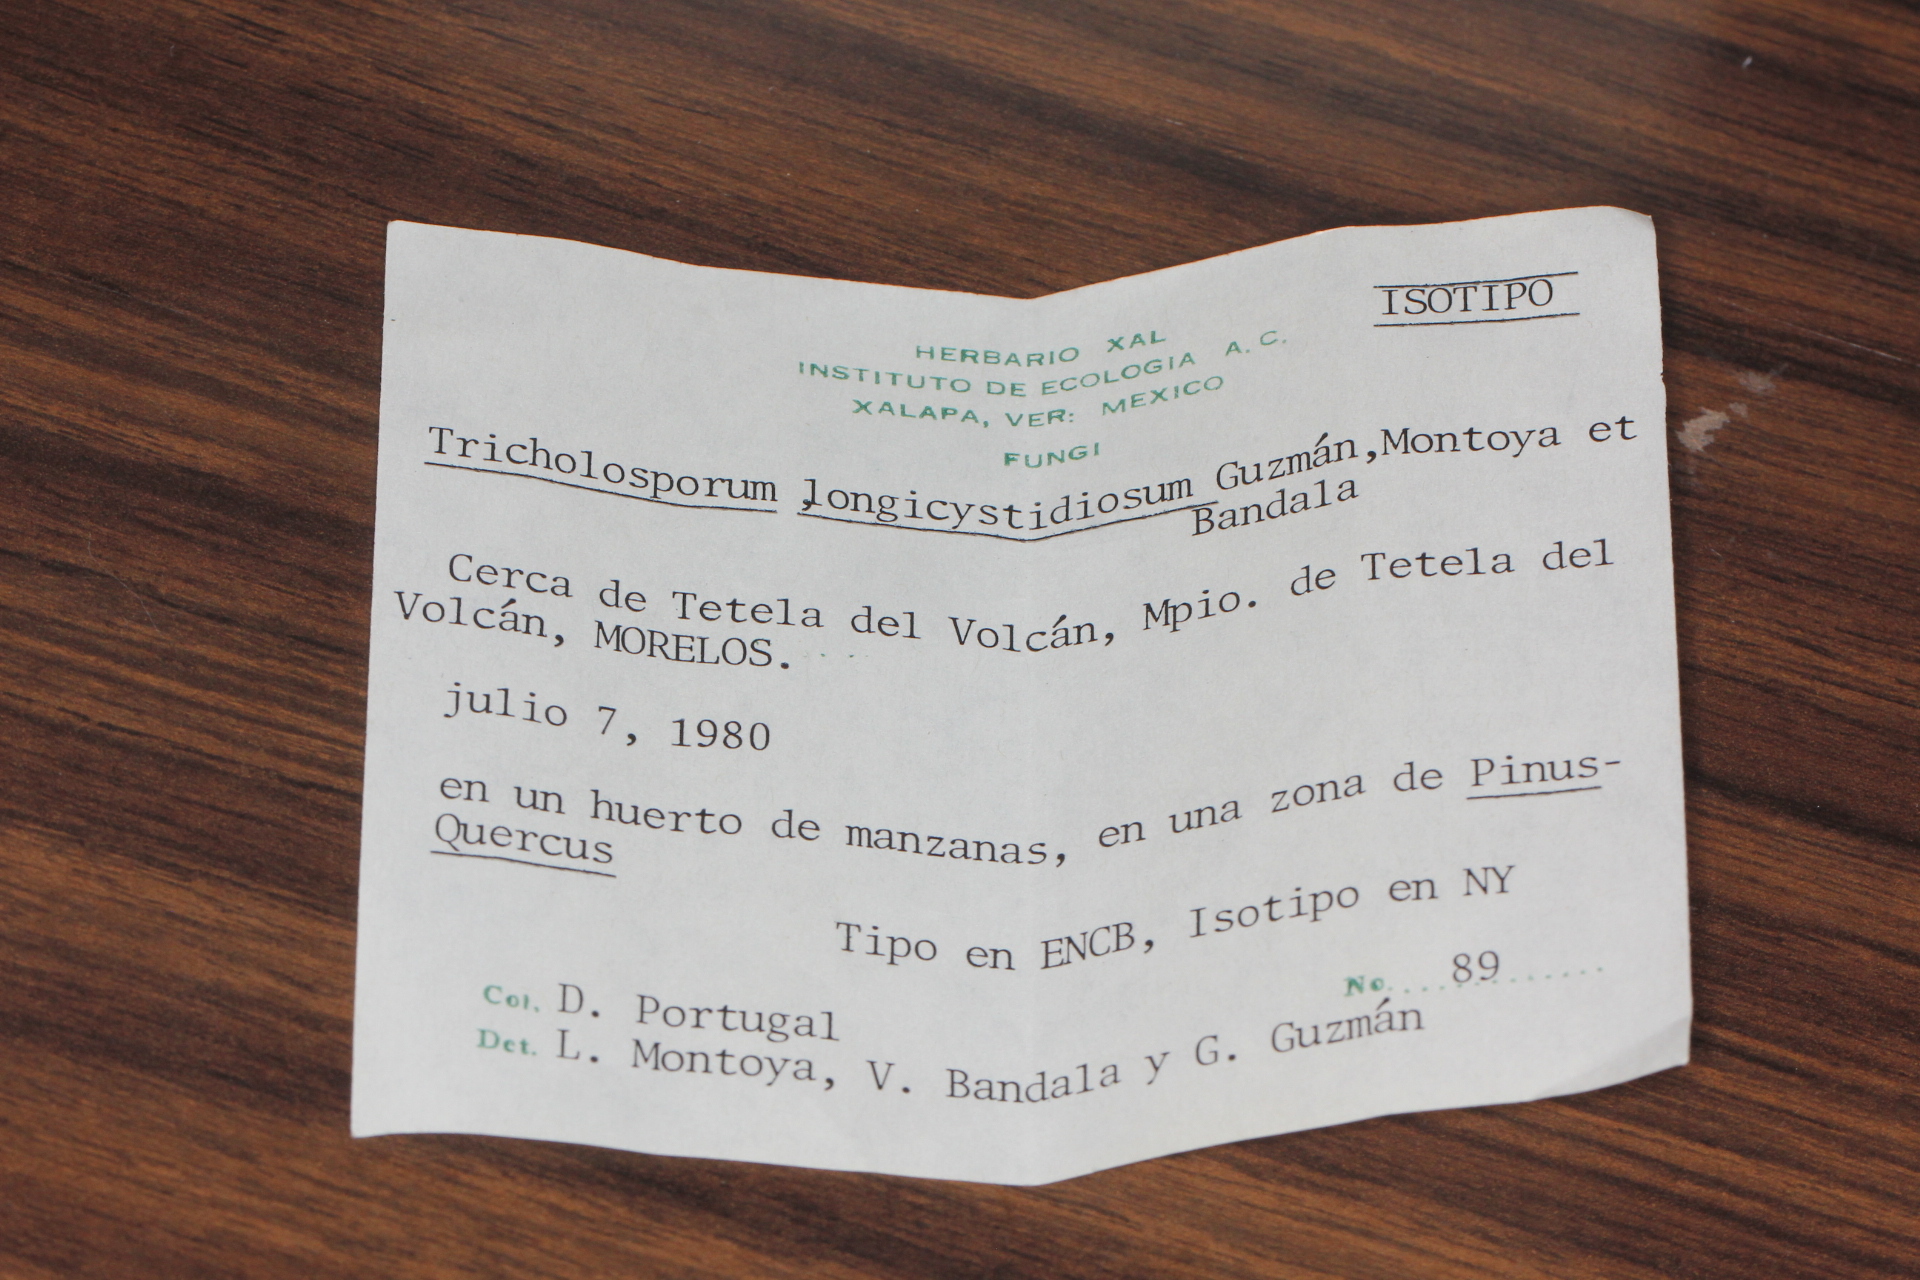 ISOTIPO
HERBARIO XAL
INSTITUTO DE ECOLOGIA A. C.
XALAPA, VER: MEXICO
FUNGI
Tricholosporum longicystidiosum Guzmán,Montoya et
Bandala
Cerca de Tetela del Volcán, Mpio. de Tetela del
Volcán, MORELOS.
julio 7, 1980
en un huerto de manzanas, en una zona de Pinus-
Quercus
Tipo en ENCB, Isotipo en NY
No....89......
Col. D. Portugal
Det. L. Montoya, V. Bandala y G. Guzmán